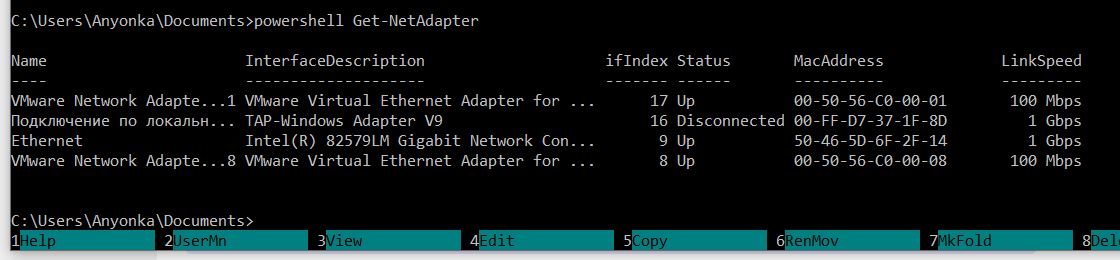 C:\Users\Anyonka\Documents>powershell Get-NetAdapter
Name InterfaceDescription ifIndex Status MacAddress LinkSpeed
---- -------------------- ------- ------ ---------- ---------
VMware Network Adapte...1 VMware Virtual Ethernet Adapter for ... 17 Up 00-50-56-C0-00-01 100 Mbps
Подключение по локальн... TAP-Windows Adapter V9 16 Disconnected 00-FF-D7-37-1F-8D 1 Gbps
Ethernet Intel(R) 82579LM Gigabit Network Con... 9 Up 50-46-5D-6F-2F-14 1 Gbps
VMware Network Adapte...8 VMware Virtual Ethernet Adapter for ... 8 Up 00-50-56-C0-00-08 100 Mbps
C:\Users\Anyonka\Documents>
1Help 2UserMn 3View 4Edit 5Copy 6RenMov 7MkFold 8Del